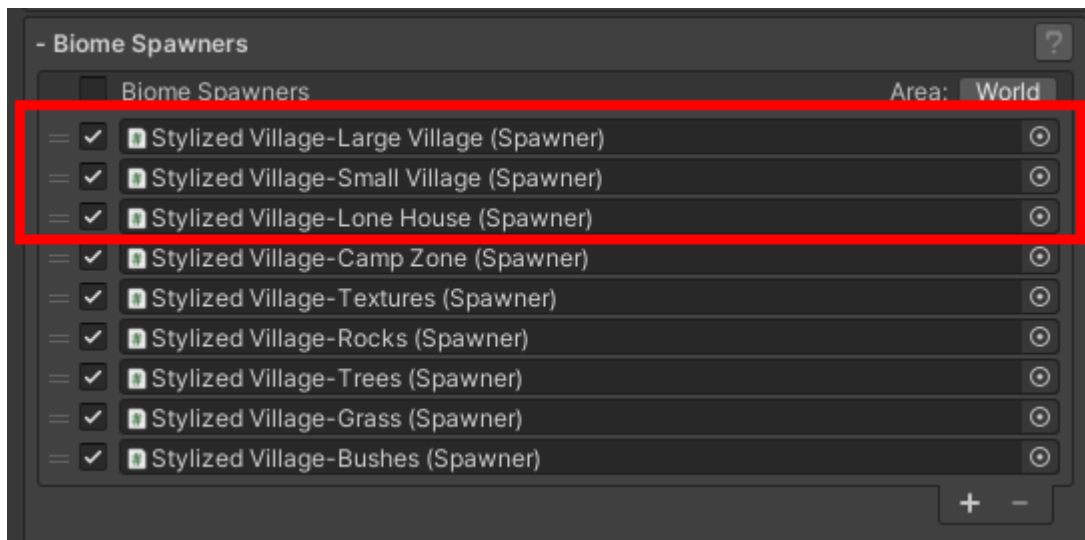 - Biome Spawners
?
Biome Spawners Area: World
Stylized Village-Large Village (Spawner)
Stylized Village-Small Village (Spawner)
Stylized Village-Lone House (Spawner)
Stylized Village-Camp Zone (Spawner)
Stylized Village-Textures (Spawner)
Stylized Village-Rocks (Spawner)
Stylized Village-Trees (Spawner)
Stylized Village-Grass (Spawner)
Stylized Village-Bushes (Spawner)
+ -